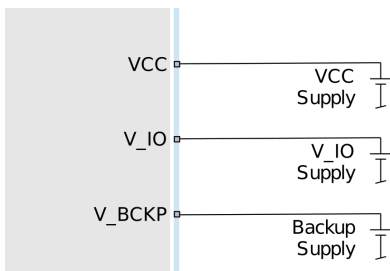 VCC
VCC
Supply
V_IO
V_IO
Supply
V_BCKP
Backup
Supply